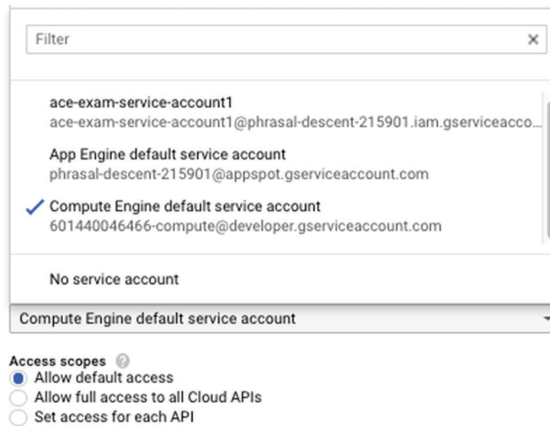 Filter
ace-exam-service-account1
ace-exam-service-account1@phrasal-descent-215901.iam.gserviceacco...
App Engine default service account
phrasal-descent-215901@appspot.gserviceaccount.com
Compute Engine default service account
601440046466-compute@developer.gserviceaccount.com
No service account
Compute Engine default service account
Access scopes ?
Allow default access
Allow full access to all Cloud APIs
Set access for each API